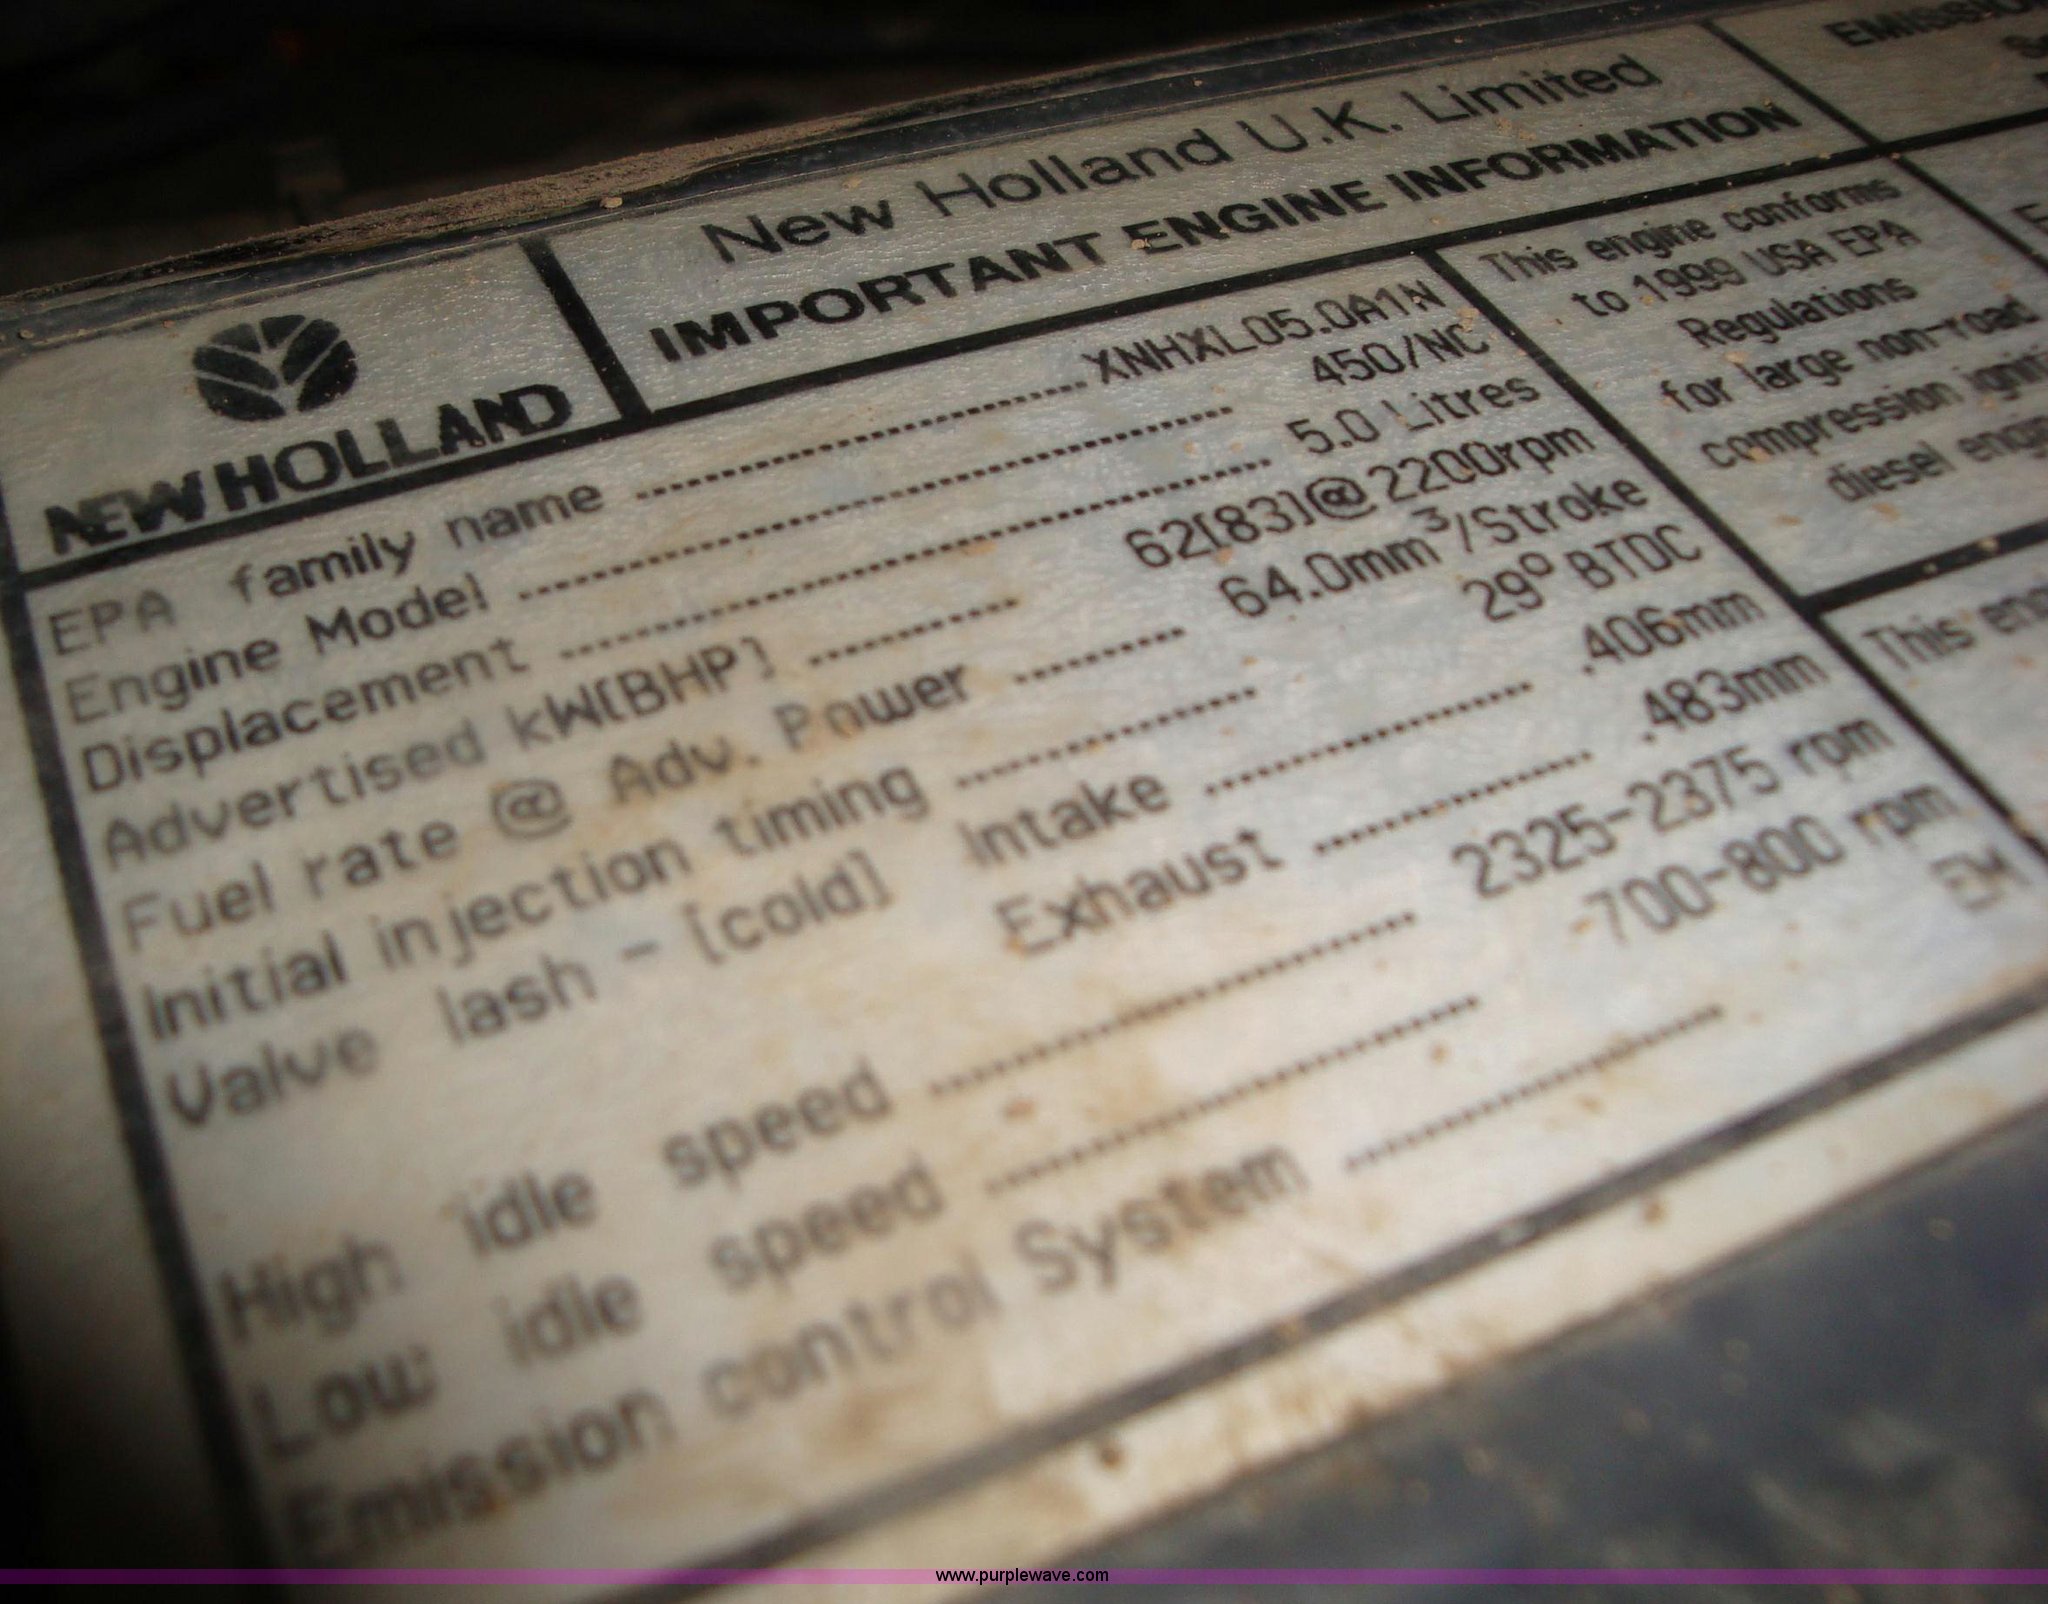 New Holland U.K. Limited
IMPORTANT ENGINE INFORMATION
NEW HOLLAND
EPA family name XNHXL05.0A1N
Engine Model 450/NC
Displacement 5.0 Litres
Advertised kW[BHP] 62[83]@2200rpm
Fuel rate @ Adv. Power 64.0mm³/Stroke
Initial injection timing 29º BTDC
Valve lash - [cold] Intake .406mm
Exhaust .483mm
High idle speed 2325-2375 rpm
Low idle speed 700-800 rpm
Emission control System EM
This engine conforms
to 1999 USA EPA
Regulations
for large non-road
compression
diesel
This
www.purplewave.com